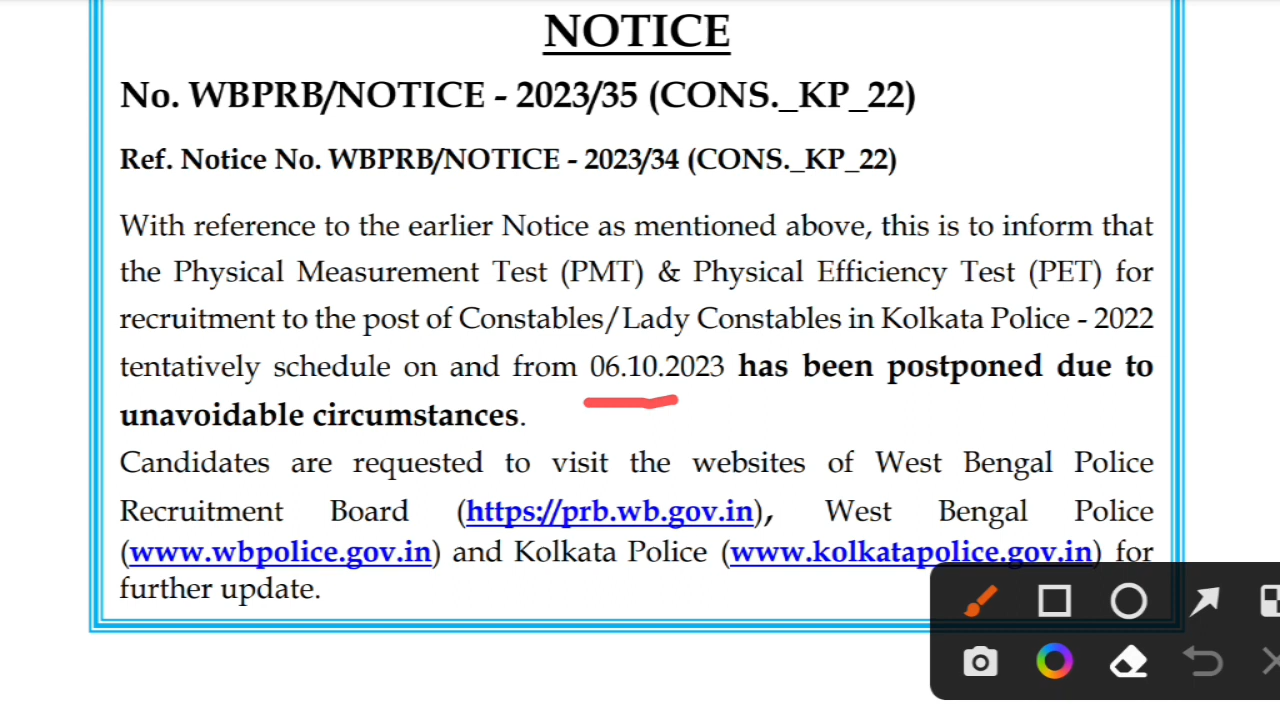 NOTICE
No. WBPRB/NOTICE - 2023/35 (CONS._KP_22)
Ref. Notice No. WBPRB/NOTICE - 2023/34 (CONS._KP_22)
With reference to the earlier Notice as mentioned above, this is to inform that
the Physical Measurement Test (PMT) & Physical Efficiency Test (PET) for
recruitment to the post of Constables/Lady Constables in Kolkata Police - 2022
tentatively schedule on and from 06.10.2023 has been postponed due to
unavoidable circumstances.
Candidates are requested to visit the websites of West Bengal Police
Recruitment Board (https://prb.wb.gov.in), West Bengal Police
(www.wbpolice.gov.in) and Kolkata Police (www.kolkatapolice.gov.in) for
further update.